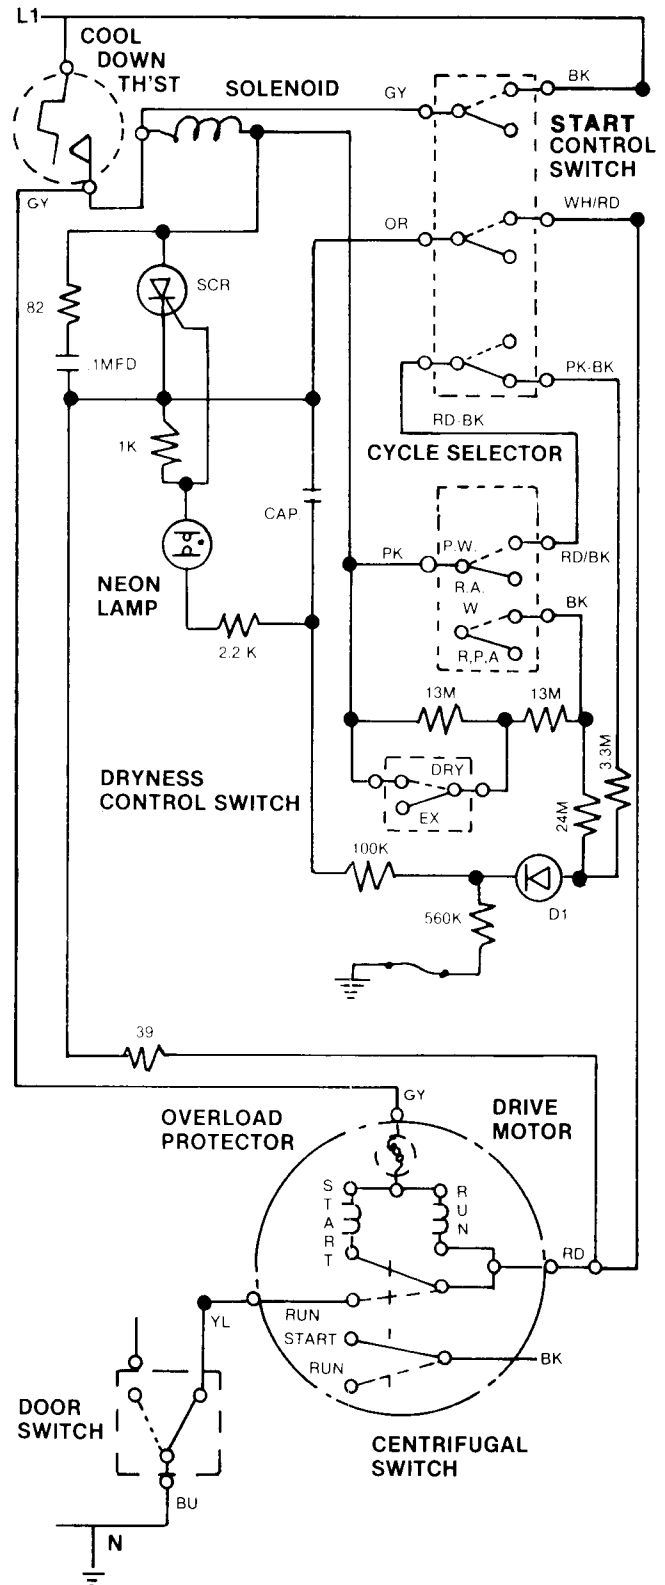 L1
COOL
DOWN
TH'ST
SOLENOID
GY
BK
START
CONTROL
SWITCH
GY
OR
WH/RD
82
SCR
.1MFD
PK-BK
RD-BK
1K
CYCLE SELECTOR
CAP.
NEON
LAMP
PK
P.W.
RD/BK
R.A.
W
BK
R,P,A
2.2 K
13M
13M
3.3M
DRYNESS
CONTROL SWITCH
DRY
EX
24M
100K
D1
560K
39
GY
OVERLOAD
PROTECTOR
DRIVE
MOTOR
START
RUN
RD
YL
RUN
START
RUN
BK
DOOR
SWITCH
CENTRIFUGAL
SWITCH
BU
N